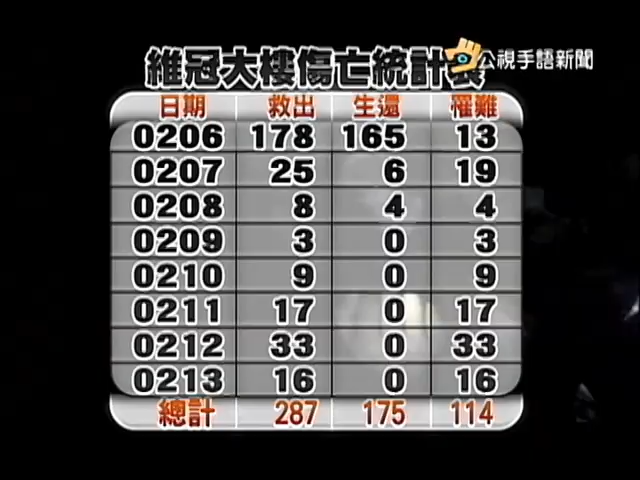 維冠大樓傷亡統計表
公視手語新聞
日期 救出 生還 罹難
0206 178 165 13
0207 25 6 19
0208 8 4 4
0209 3 0 3
0210 9 0 9
0211 17 0 17
0212 33 0 33
0213 16 0 16
總計 287 175 114